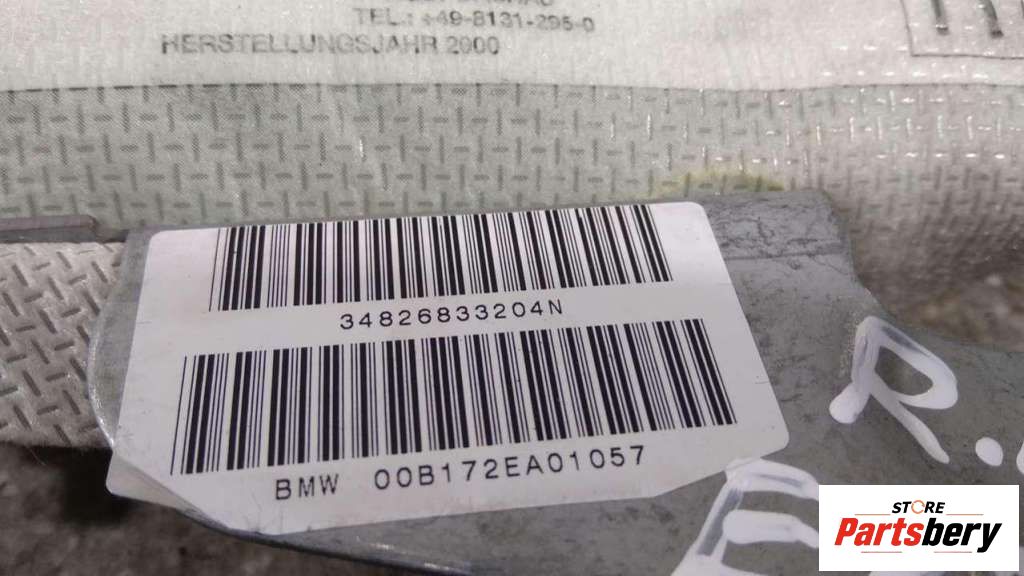 TEL.: +49-8131-295-0
HERSTELLUNGSJAHR 2000
34826833204N
BMW 00B172EA01057
R.
STORE
Partsbery